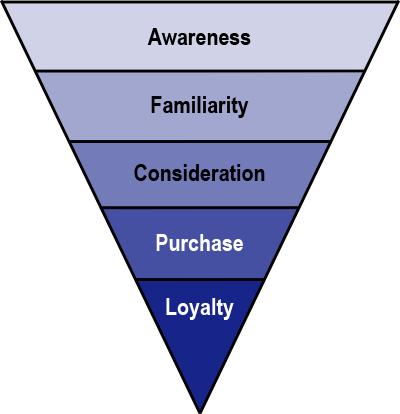 Awareness
Familiarity
Consideration
Purchase
Loyalty